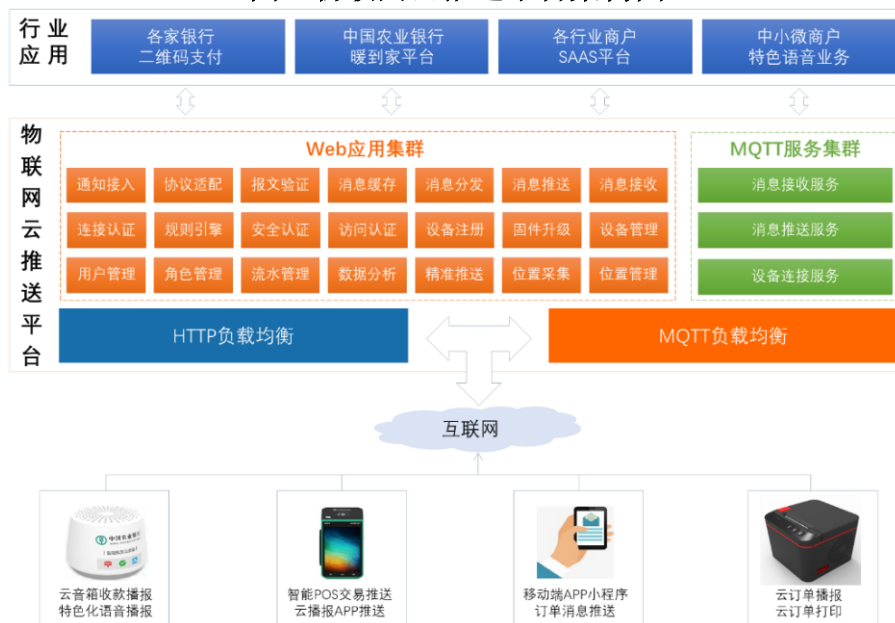 行业
应用
各家银行
二维码支付
中国农业银行
暖到家平台
各行业商户
SAAS平台
中小微商户
特色语音业务
物联网云推送平台
Web应用集群
通知接入 协议适配 报文验证 消息缓存 消息分发 消息推送 消息接收
连接认证 规则引擎 安全认证 访问认证 设备注册 固件升级 设备管理
用户管理 角色管理 流水管理 数据分析 精准推送 位置采集 位置管理
MQTT服务集群
消息接收服务
消息推送服务
设备连接服务
HTTP负载均衡
MQTT负载均衡
互联网
中国农业银行
云音箱收款播报
特色化语音播报
智能POS交易推送
云播报APP推送
移动端APP小程序
订单消息推送
云订单播报
云订单打印